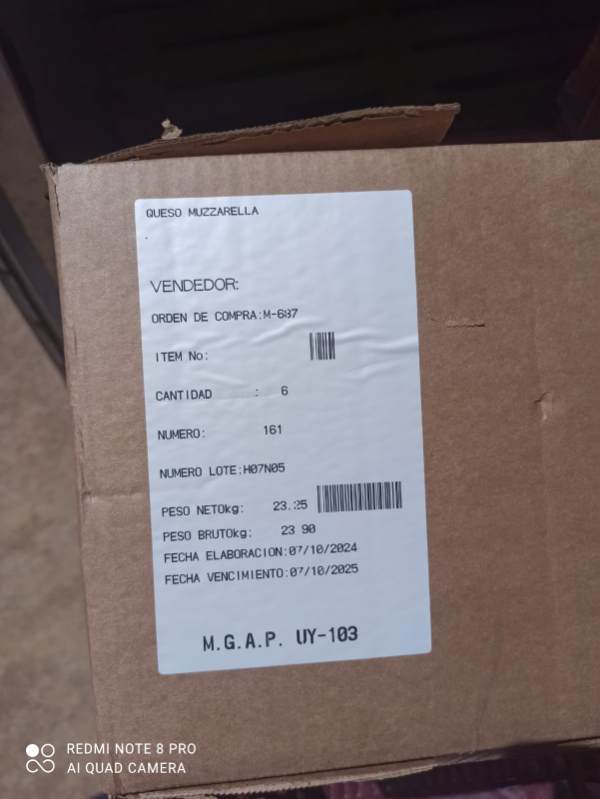 QUESO MUZZARELLA
.
VENDEDOR:
ORDEN DE COMPRA:M-687
ITEM No:
CANTIDAD : 6
NUMERO: 161
NUMERO LOTE:H07N05
PESO NETOkg: 23.25
PESO BRUTOkg: 23 90
FECHA ELABORACION:07/10/2024
FECHA VENCIMIENTO:07/10/2025
M.G.A.P. UY-103
REDMI NOTE 8 PRO
AI QUAD CAMERA